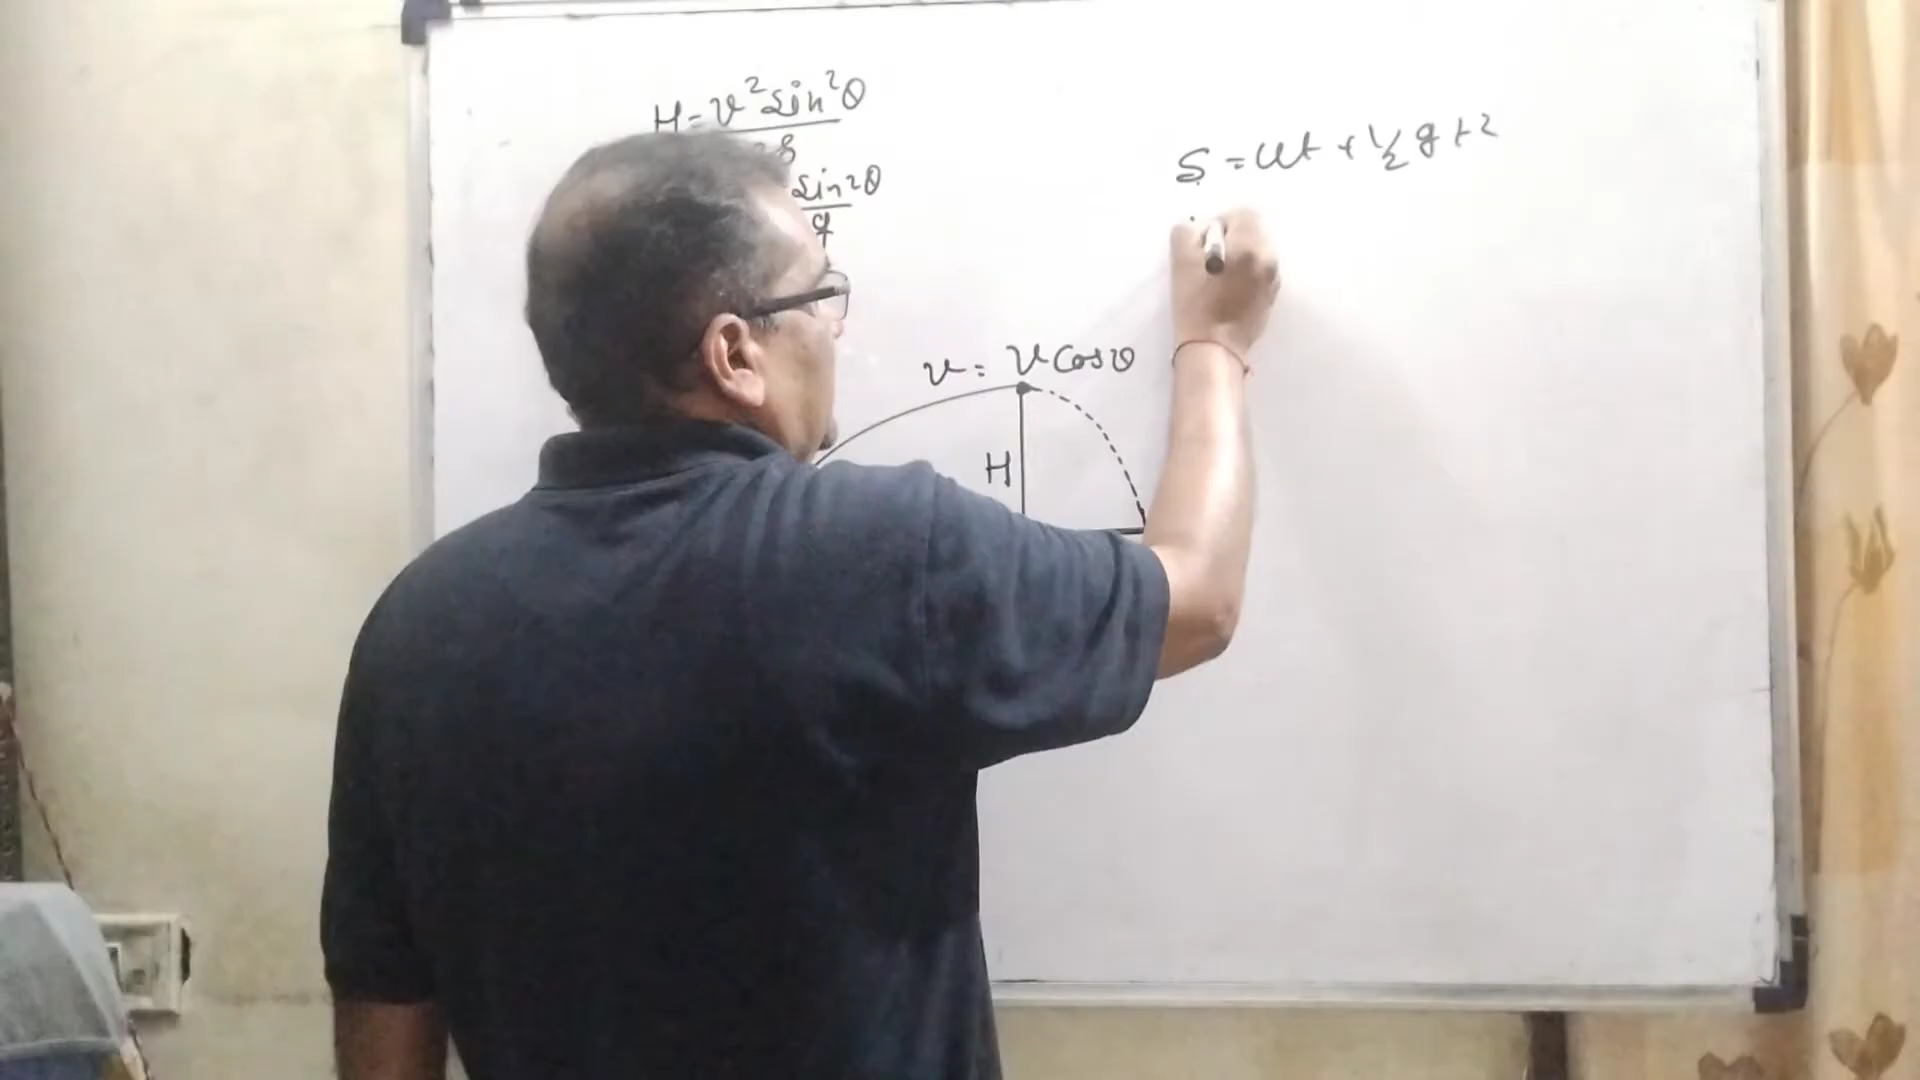 H = v²sin²θ
sin2θ
g
S = ut + ½ g t2
v = v cosθ
H